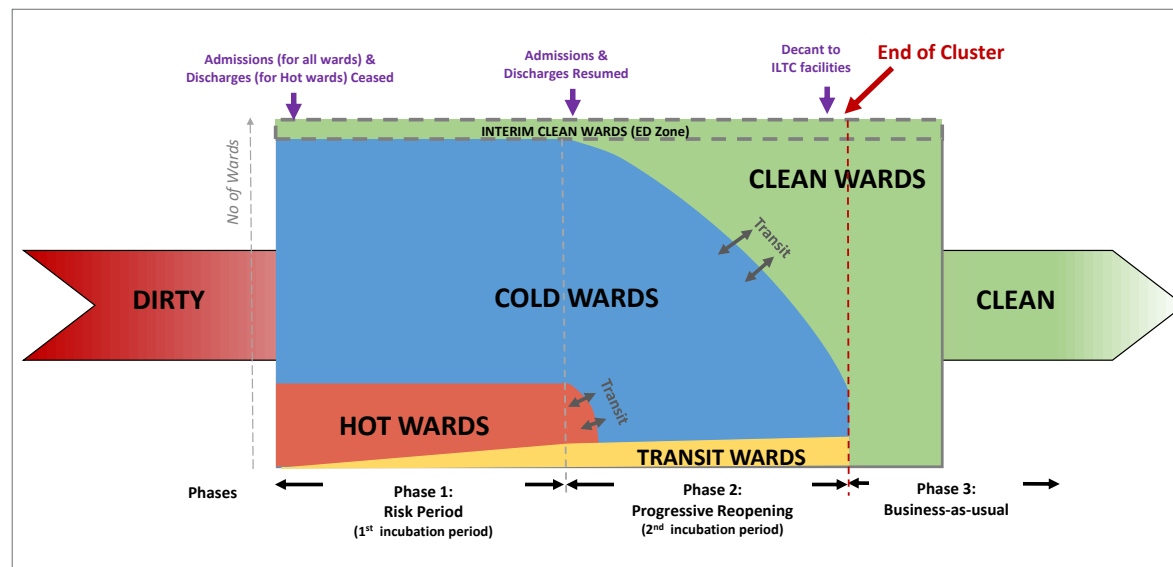 Admissions (for all wards) &
Discharges (for Hot wards) Ceased
Admissions &
Discharges Resumed
Decant to
ILTC facilities
End of Cluster
No of Wards
INTERIM CLEAN WARDS (ED Zone)
CLEAN WARDS
Transit
DIRTY
COLD WARDS
CLEAN
Transit
HOT WARDS
TRANSIT WARDS
Phases
Phase 1:
Risk Period
(1st incubation period)
Phase 2:
Progressive Reopening
(2nd incubation period)
Phase 3:
Business-as-usual